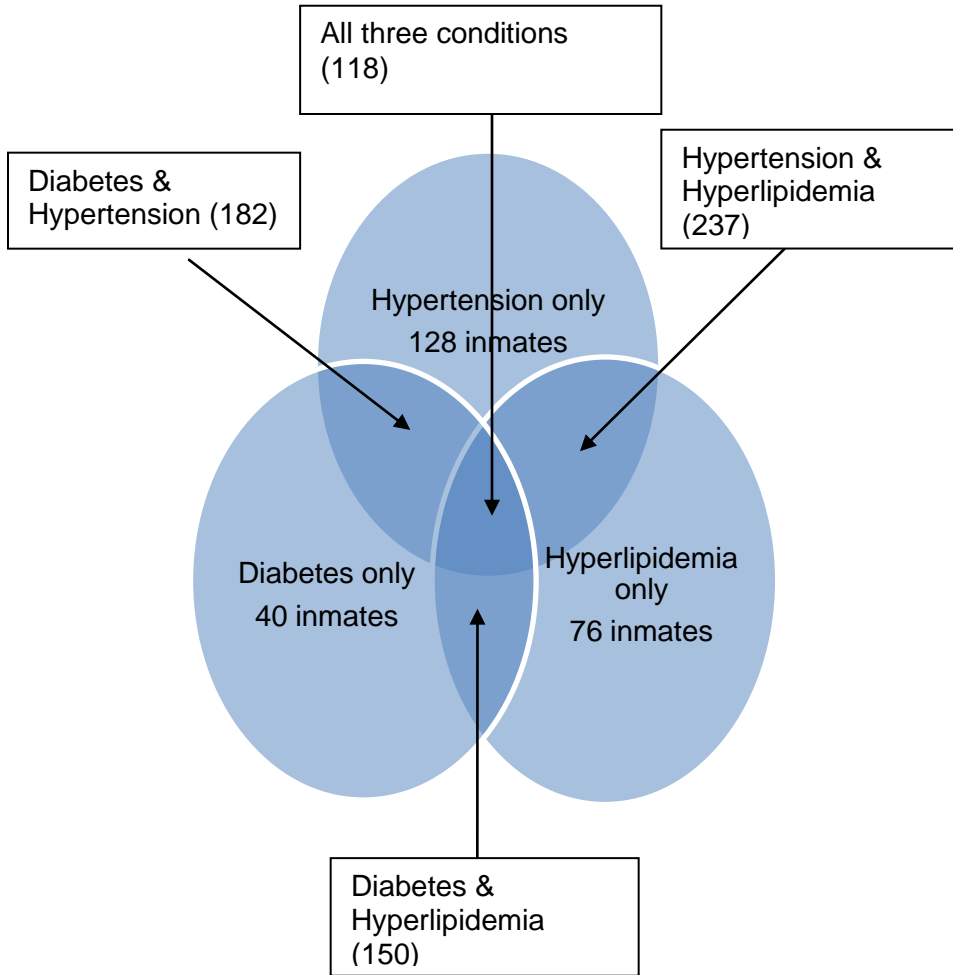 All three conditions
(118)
Diabetes &
Hypertension (182)
Hypertension &
Hyperlipidemia
(237)
Hypertension only
128 inmates
Diabetes only
40 inmates
Hyperlipidemia
only
76 inmates
Diabetes &
Hyperlipidemia
(150)